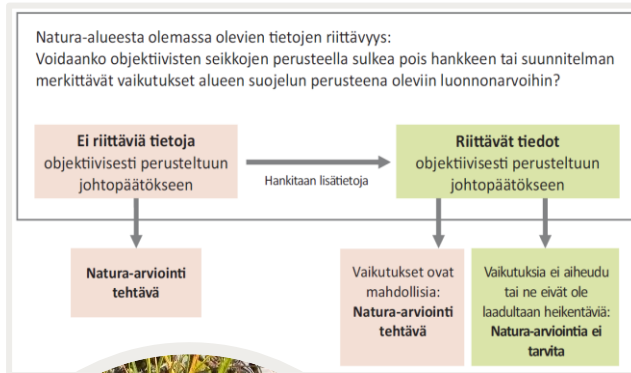 Natura-alueesta olemassa olevien tietojen riittävyys:
Voidaanko objektiivisten seikkojen perusteella sulkea pois hankkeen tai suunnitelman
merkittävät vaikutukset alueen suojelun perusteena oleviin luonnonarvoihin?
Ei riittäviä tietoja
objektiivisesti perusteltuun
johtopäätökseen
Hankitaan lisätietoja
Riittävät tiedot
objektiivisesti perusteltuun
johtopäätökseen
Natura-arviointi
tehtävä
Vaikutukset ovat
mahdollisia:
Natura-arviointi
tehtävä
Vaikutuksia ei aiheudu
tai ne eivät ole
laadultaan heikentäviä:
Natura-arviointia ei
tarvita